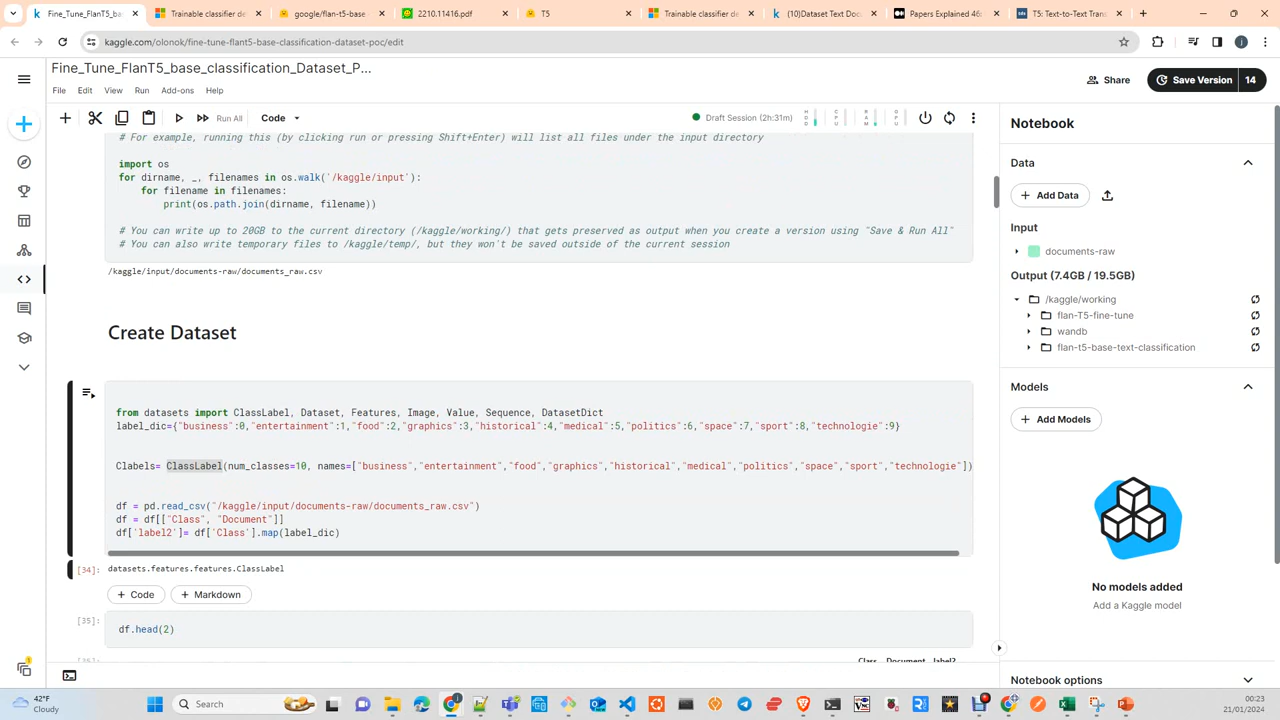 Fine_Tune_FlanT5_base_cl
Trainable classifier de
google/flan-t5-base ·
2210.11416.pdf
T5
Trainable classifier de
(10)Dataset Text Docu
Papers Explained 46:
T5: Text-to-Text Trans
kaggle.com/olonok/fine-tune-flant5-base-classification-dataset-poc/edit
Fine_Tune_FlanT5_base_classification_Dataset_P...
Share
Save Version
14
File Edit View Run Add-ons Help
Run All
Code
Draft Session (2h:31m)
HDD
CPU
RAM
GPU
# For example, running this (by clicking run or pressing Shift+Enter) will list all files under the input directory
import os
for dirname, _, filenames in os.walk('/kaggle/input'):
for filename in filenames:
print(os.path.join(dirname, filename))
# You can write up to 20GB to the current directory (/kaggle/working/) that gets preserved as output when you create a version using "Save & Run All"
# You can also write temporary files to /kaggle/temp/, but they won't be saved outside of the current session
/kaggle/input/documents-raw/documents_raw.csv
Create Dataset
from datasets import ClassLabel, Dataset, Features, Image, Value, Sequence, DatasetDict
label_dic={"business":0,"entertainment":1,"food":2,"graphics":3,"historical":4,"medical":5,"politics":6,"space":7,"sport":8,"technologie":9}
Clabels= ClassLabel(num_classes=10, names=["business","entertainment","food","graphics","historical","medical","politics","space","sport","technologie"])
df = pd.read_csv("/kaggle/input/documents-raw/documents_raw.csv")
df = df[["Class", "Document"]]
df['label2']= df['Class'].map(label_dic)
[34]:
datasets.features.features.ClassLabel
+ Code
+ Markdown
[35]:
df.head(2)
[35]:
Class Document label2
Notebook
Data
+ Add Data
Input
documents-raw
Output (7.4GB / 19.5GB)
/kaggle/working
flan-T5-fine-tune
wandb
flan-t5-base-text-classification
Models
+ Add Models
No models added
Add a Kaggle model
Notebook options
42°F
Cloudy
Search
00:23
21/01/2024